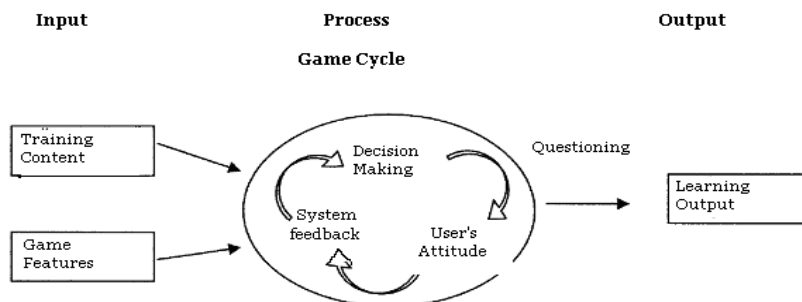 Input
Process
Output
Game Cycle
Training
Content
Decision
Making
Questioning
Learning
Output
System
feedback
User's
Attitude
Game
Features